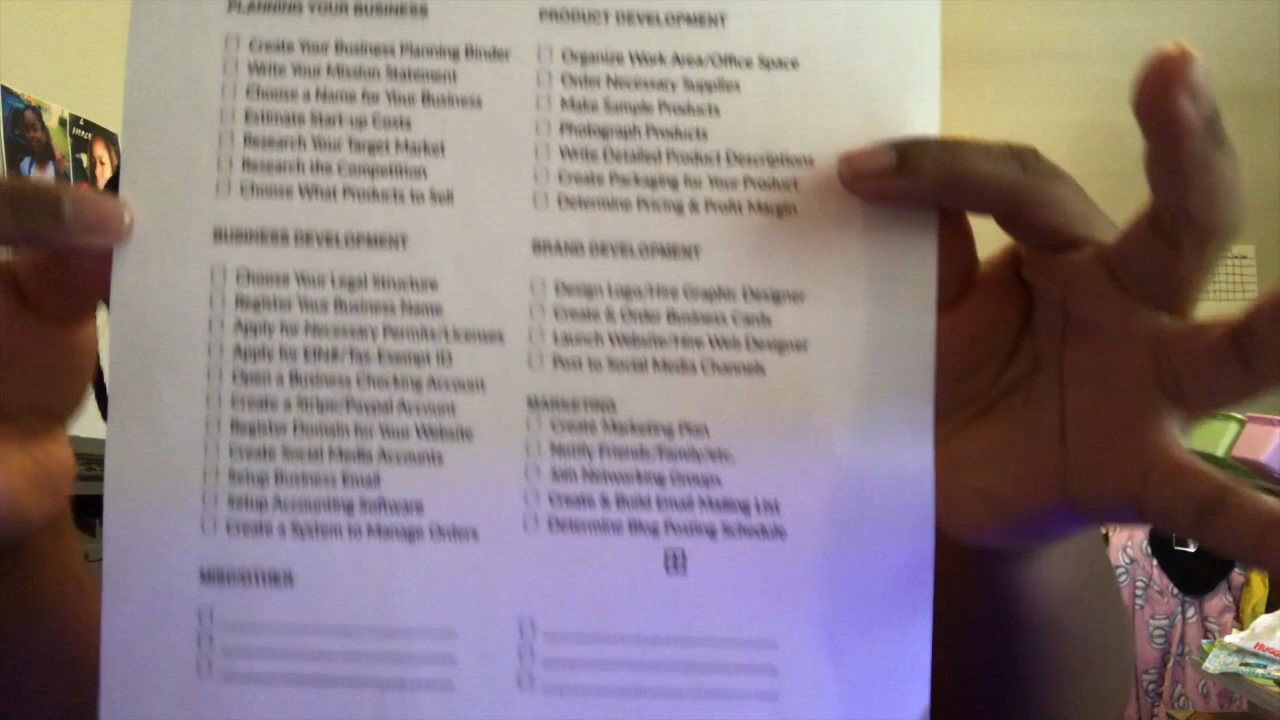 PLANNING YOUR BUSINESS
Create Your Business Planning Binder
Write Your Mission Statement
Choose a Name for Your Business
Estimate Start-up Costs
Research Your Target Market
Research the Competition
Choose What Products to Sell
BUSINESS DEVELOPMENT
Choose Your Legal Structure
Register Your Business Name
Apply for Necessary Permits/Licenses
Apply for EIN#/Tax Exempt ID
Open a Business Checking Account
Create a Stripe/Paypal Account
Register Domain for Your Website
Create Social Media Accounts
Setup Business Email
Setup Accounting Software
Create a System to Manage Orders
MISC/OTHER
PRODUCT DEVELOPMENT
Organize Work Area/Office Space
Order Necessary Supplies
Make Sample Products
Photograph Products
Write Detailed Product Descriptions
Create Packaging for Your Product
Determine Pricing & Profit Margin
BRAND DEVELOPMENT
Design Logo/Hire Graphic Designer
Create & Order Business Cards
Launch Website/Hire Web Designer
Post to Social Media Channels
MARKETING
Create Marketing Plan
Notify Friends/Family/etc.
Join Networking Groups
Create & Build Email Mailing List
Determine Blog Posting Schedule